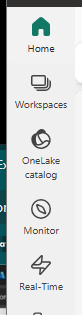 Home
Workspaces
OneLake
catalog
Monitor
Real-Time